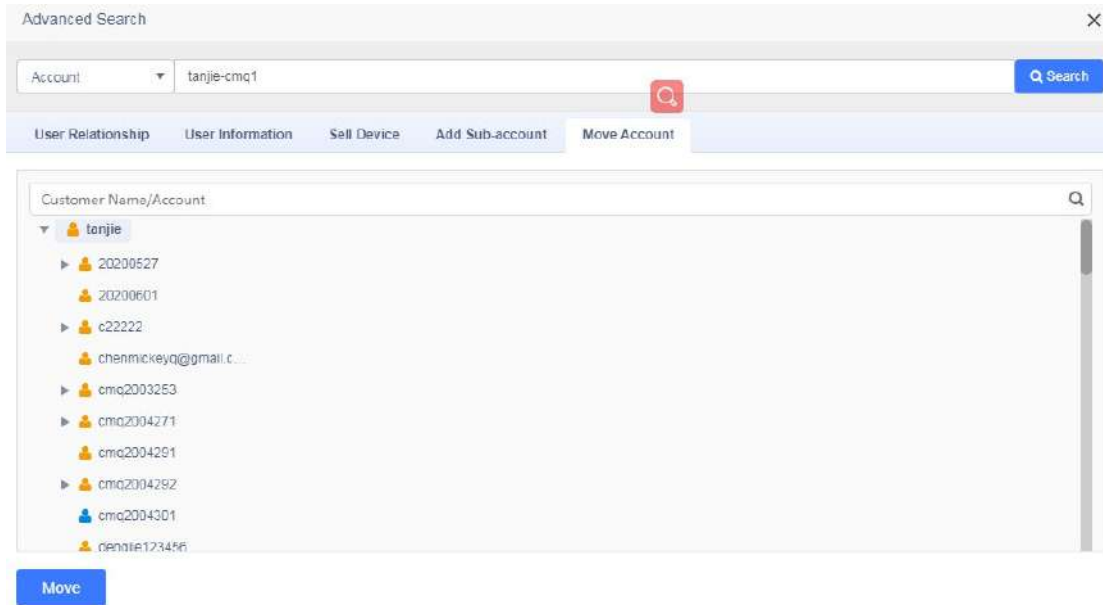 Advanced Search
Account tanjie-cmq1 Search
User Relationship User Information Sell Device Add Sub-account Move Account
Customer Name/Account
tanjie
20200527
20200601
c22222
chenmickeyq@gmail.c...
cmq2003253
cmq2004271
cmq2004291
cmq2004292
cmq2004301
dengjie123456
Move